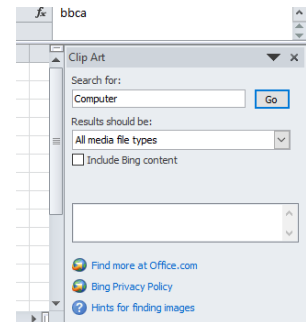 fx bbca
Clip Art
Search for:
Computer Go
Results should be:
All media file types
Include Bing content
Find more at Office.com
Bing Privacy Policy
Hints for finding images